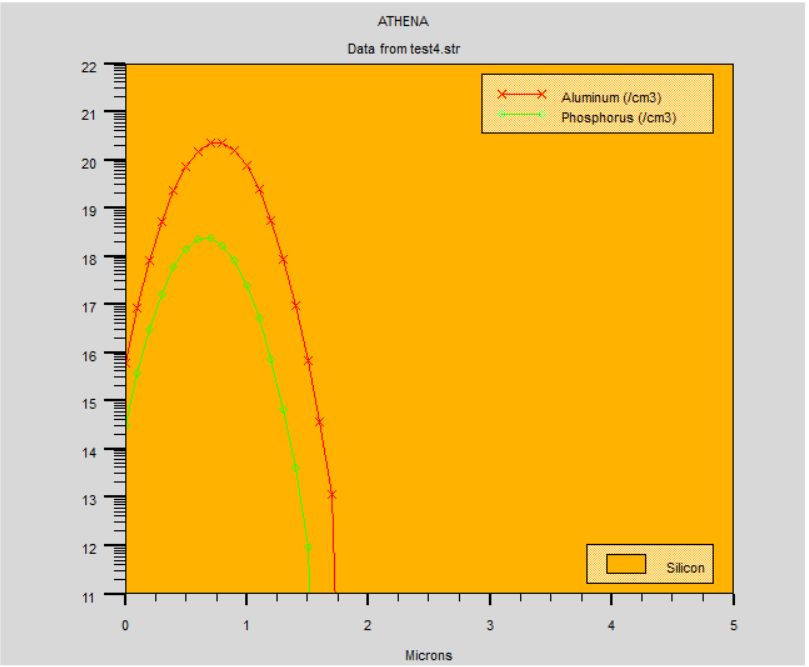 ATHENA
Data from test4.str
22
21
20
19
18
17
16
15
14
13
12
11
Aluminum (/cm3)
Phosphorus (/cm3)
Silicon
0 1 2 3 4 5
Microns